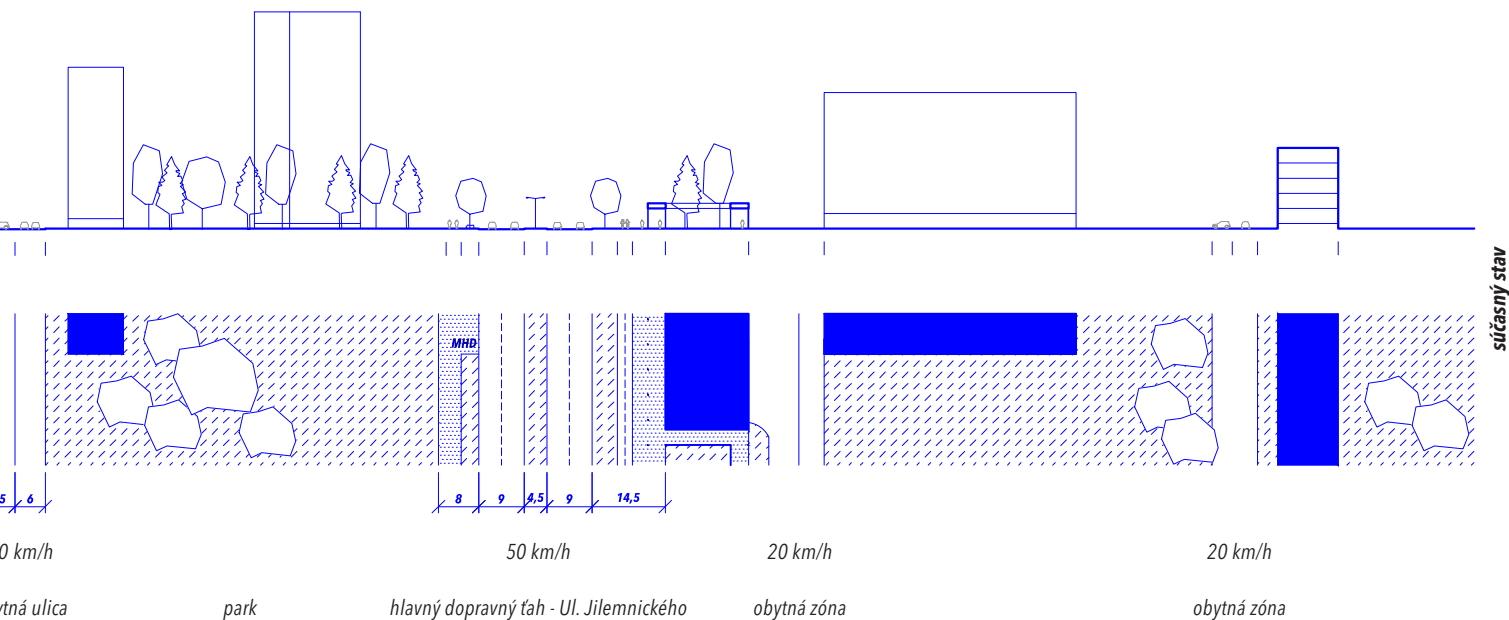 súčasný stav
MHD
5 6 8 9 4,5 9 14,5
0 km/h 50 km/h 20 km/h 20 km/h
ytná ulica park hlavný dopravný ťah - Ul. Jilemnického obytná zóna obytná zóna